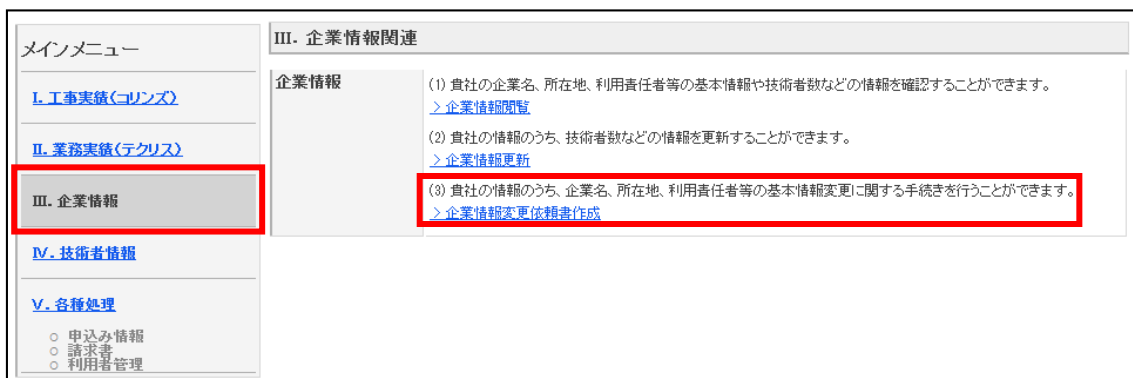 メインメニュー
I. 工事実績(コリンズ)
II. 業務実績(テクリス)
III. 企業情報
IV. 技術者情報
V. 各種処理
○ 申込み情報
○ 請求書
○ 利用者管理
III. 企業情報関連
企業情報
(1) 貴社の企業名、所在地、利用責任者等の基本情報や技術者数などの情報を確認することができます。
> 企業情報閲覧
(2) 貴社の情報のうち、技術者数などの情報を更新することができます。
> 企業情報更新
(3) 貴社の情報のうち、企業名、所在地、利用責任者等の基本情報変更に関する手続きを行うことができます。
> 企業情報変更依頼書作成